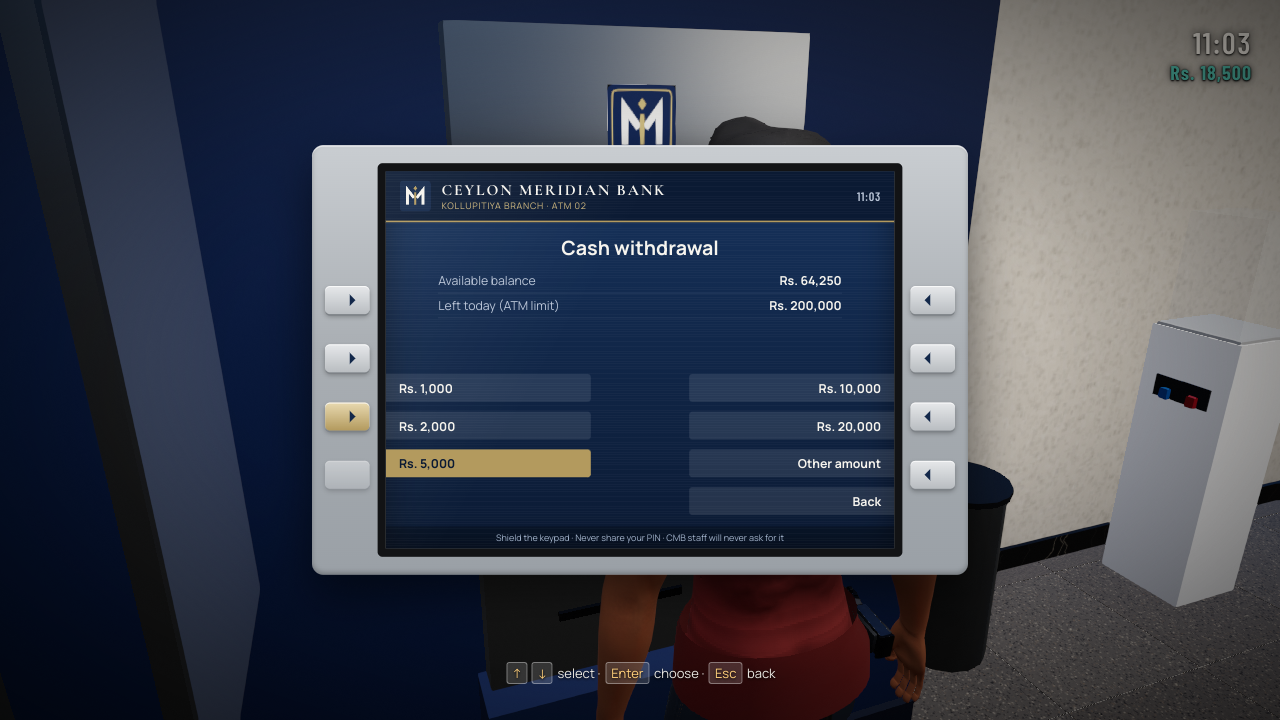 11:03
Rs. 18,500
CEYLON MERIDIAN BANK
KOLLUPITIYA BRANCH · ATM 02
11:03
Cash withdrawal
Available balance Rs. 64,250
Left today (ATM limit) Rs. 200,000
Rs. 1,000 Rs. 10,000
Rs. 2,000 Rs. 20,000
Rs. 5,000 Other amount
Back
Shield the keypad · Never share your PIN · CMB staff will never ask for it
↑ ↓ select · Enter choose · Esc back